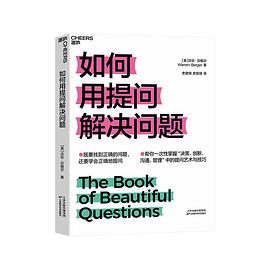 CHEERS
湛庐
[美]沃伦·贝格尔
Warren Berger 著
如何
用提问
解决问题
既要找到正确的问题,
还要学会正确地提问
帮你一次性掌握“决策、创新、
沟通、管理”中的提问艺术与技巧
The Book of
Beautiful
Questions
如何用提问解决问题